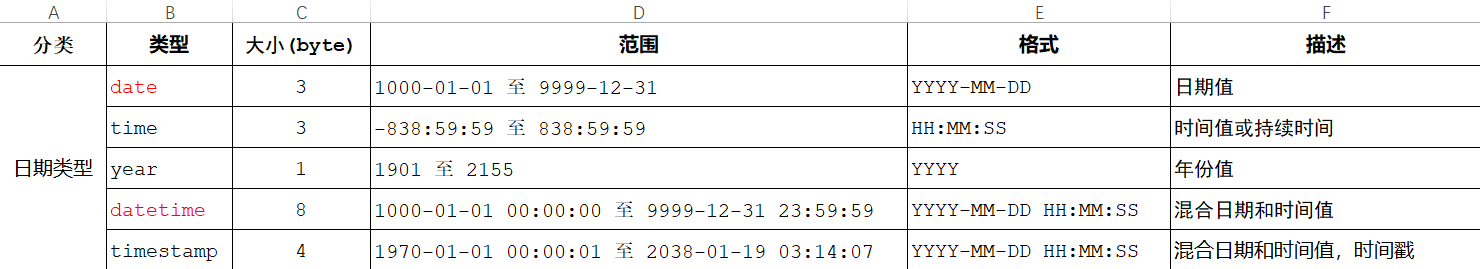 A B C D E F
分类 类型 大小(byte) 范围 格式 描述
date 3 1000-01-01 至 9999-12-31 YYYY-MM-DD 日期值
time 3 -838:59:59 至 838:59:59 HH:MM:SS 时间值或持续时间
日期类型 year 1 1901 至 2155 YYYY 年份值
datetime 8 1000-01-01 00:00:00 至 9999-12-31 23:59:59 YYYY-MM-DD HH:MM:SS 混合日期和时间值
timestamp 4 1970-01-01 00:00:01 至 2038-01-19 03:14:07 YYYY-MM-DD HH:MM:SS 混合日期和时间值，时间戳